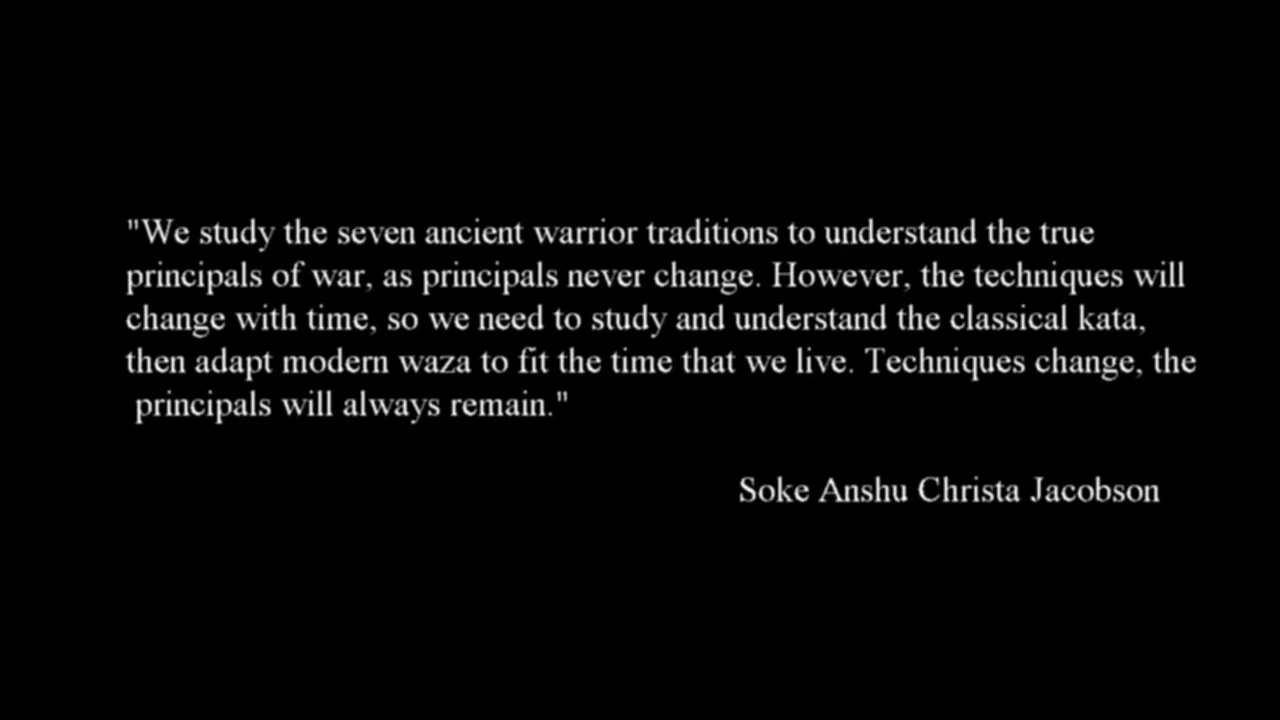 "We study the seven ancient warrior traditions to understand the true
principals of war, as principals never change. However, the techniques will
change with time, so we need to study and understand the classical kata,
then adapt modern waza to fit the time that we live. Techniques change, the
principals will always remain."
Soke Anshu Christa Jacobson